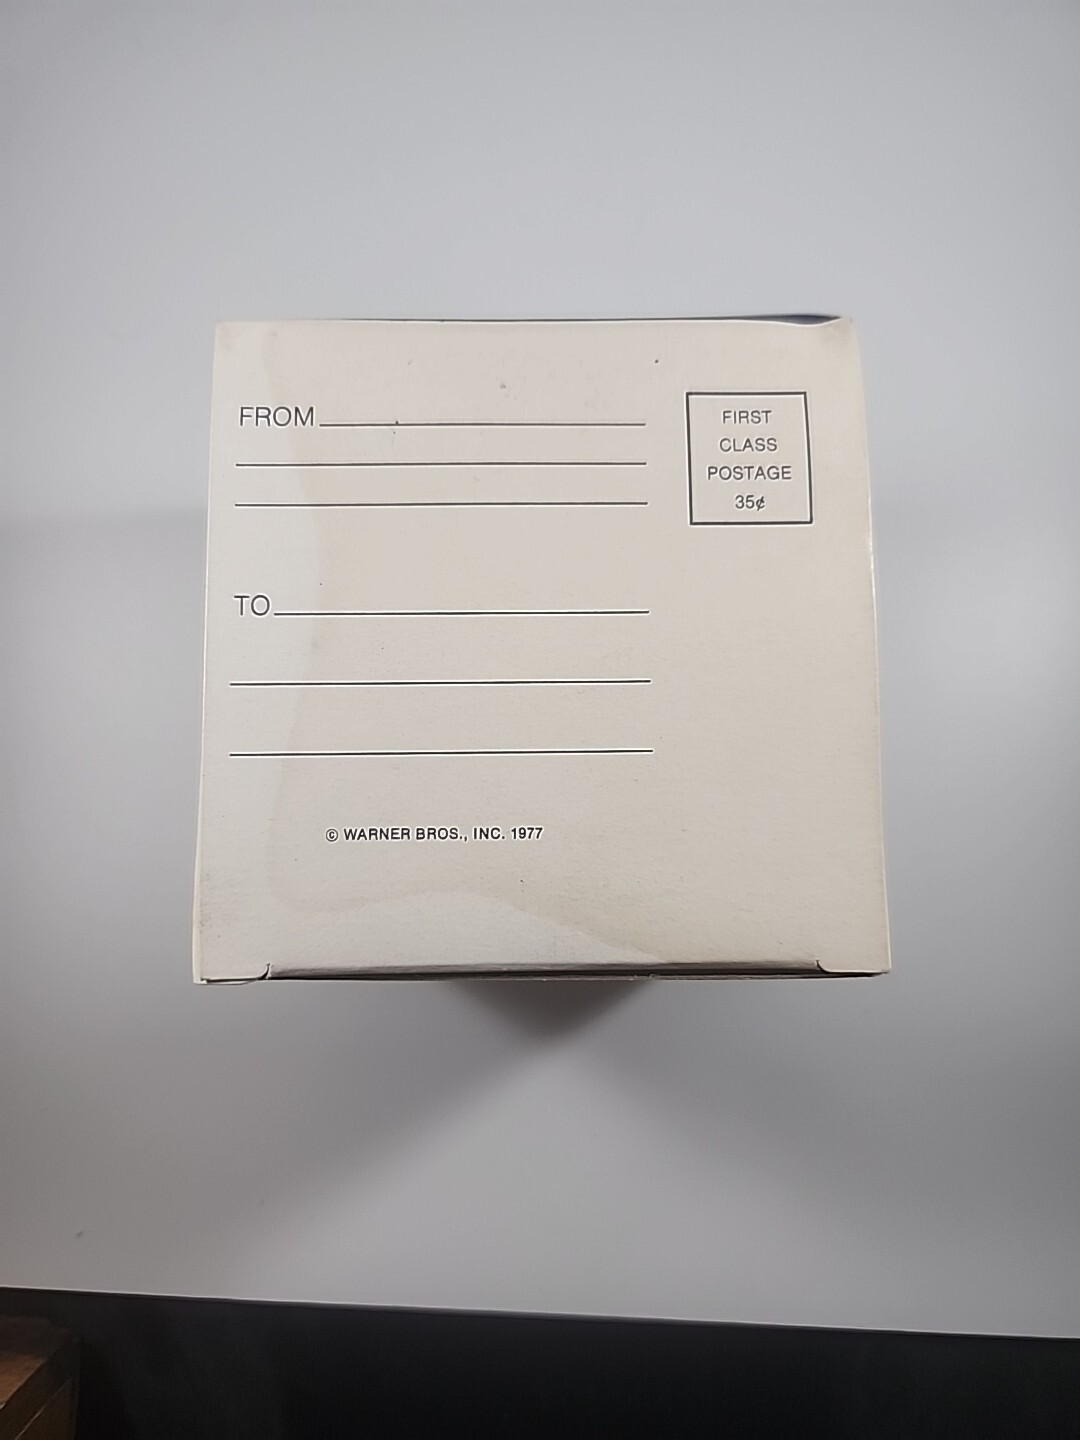 FROM
FIRST
CLASS
POSTAGE
35¢
TO
© WARNER BROS., INC. 1977